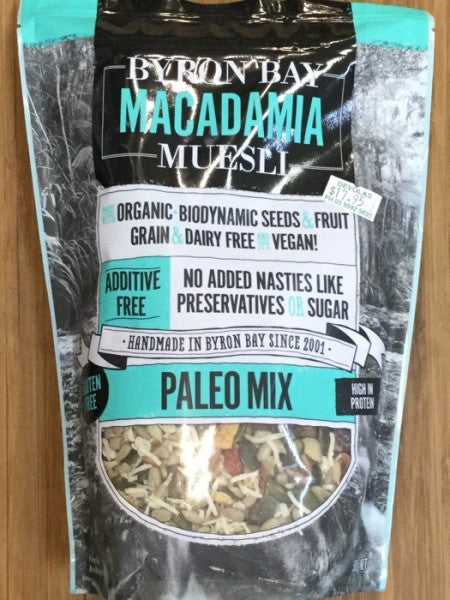 BYRON BAY
MACADAMIA
MUESLI
DEVOLAS
$17.95
ORGANIC • BIODYNAMIC SEEDS & FRUIT
GRAIN & DAIRY FREE VEGAN!
ADDITIVE
FREE
NO ADDED NASTIES LIKE
PRESERVATIVES OR SUGAR
• HANDMADE IN BYRON BAY SINCE 2001 •
PALEO MIX
HIGH IN
PROTEIN